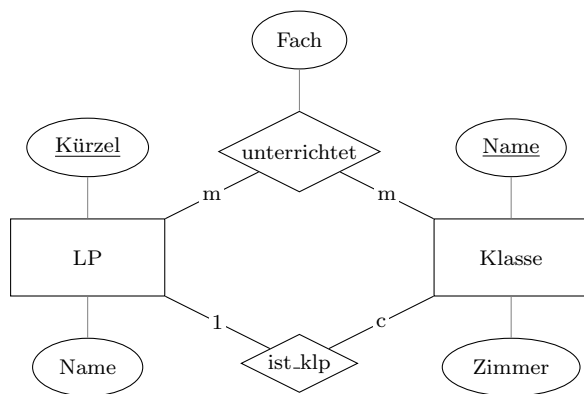 Fach
Kürzel
unterrichtet
Name
m
m
LP
Klasse
1
c
Name
ist_klp
Zimmer